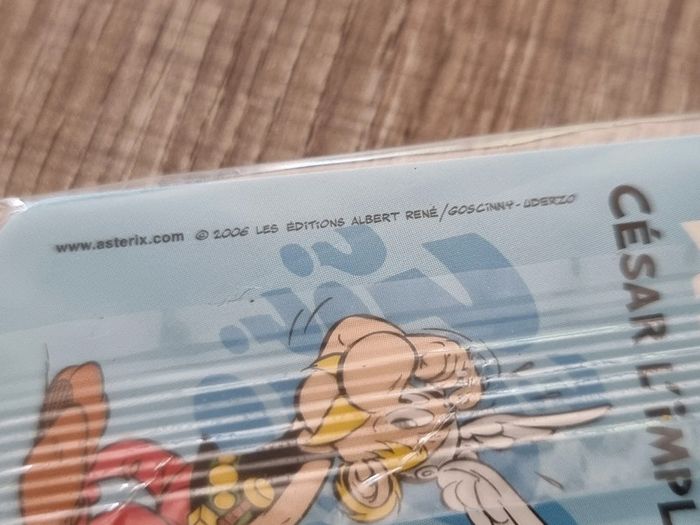 www.asterix.com © 2006 LES ÉDITIONS ALBERT RENÉ/GOSCINNY-UDERZO
CÉSAR L'IMPL